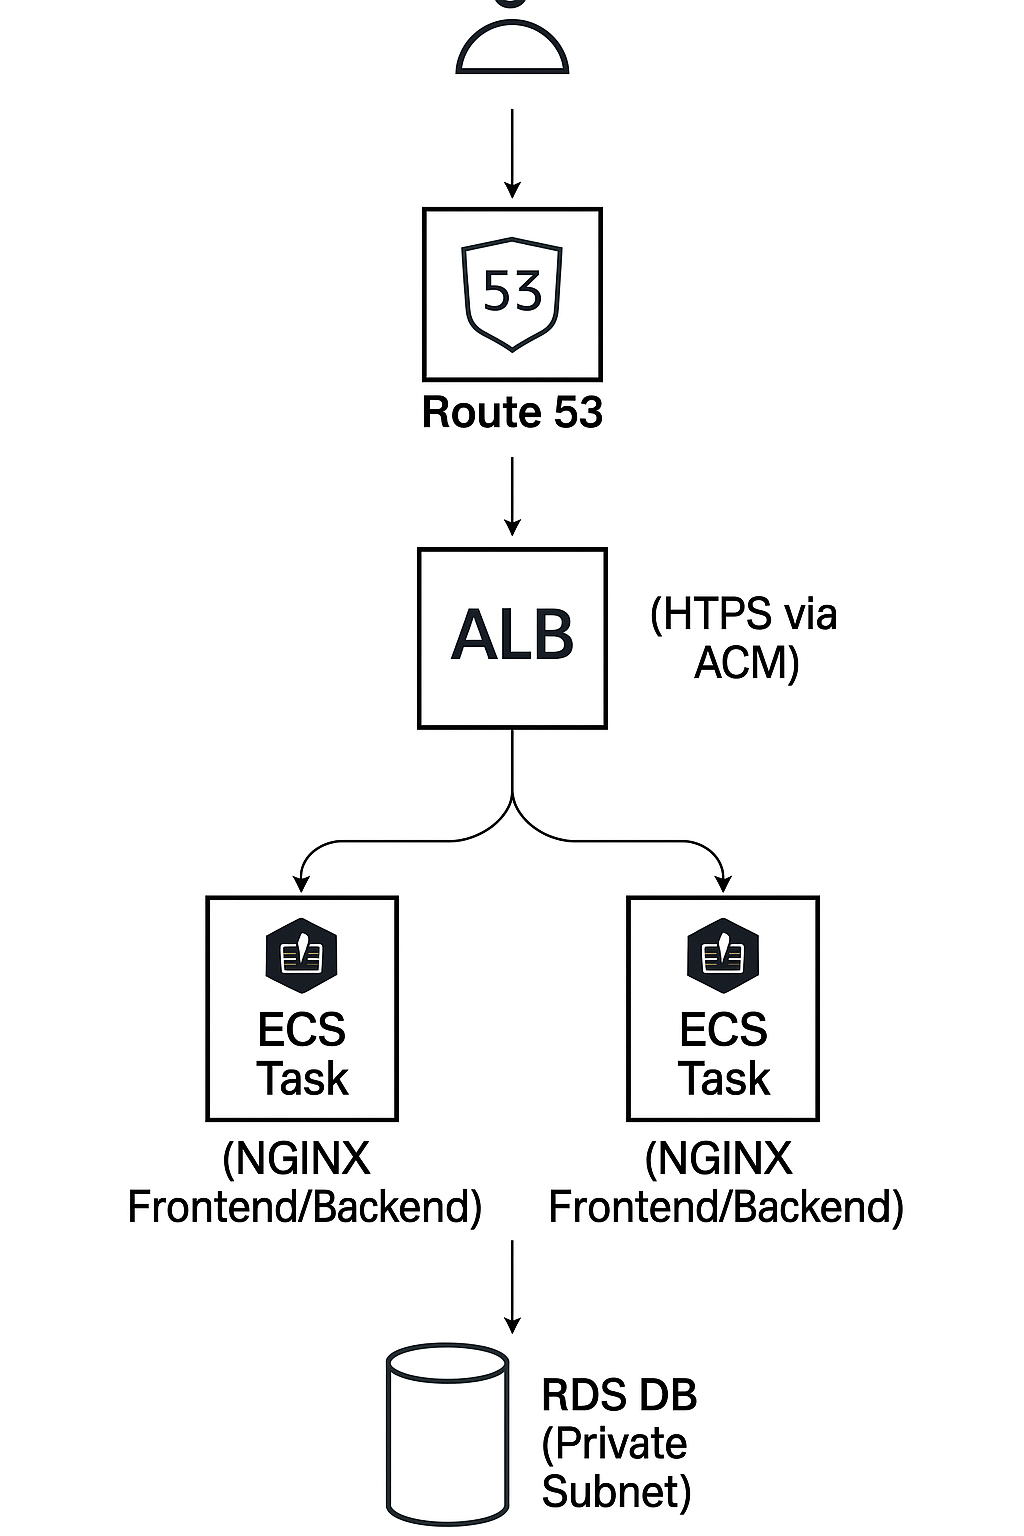 53
Route 53
ALB
(HTPS via
ACM)
ECS
Task
(NGINX
Frontend/Backend)
ECS
Task
(NGINX
Frontend/Backend)
RDS DB
(Private
Subnet)